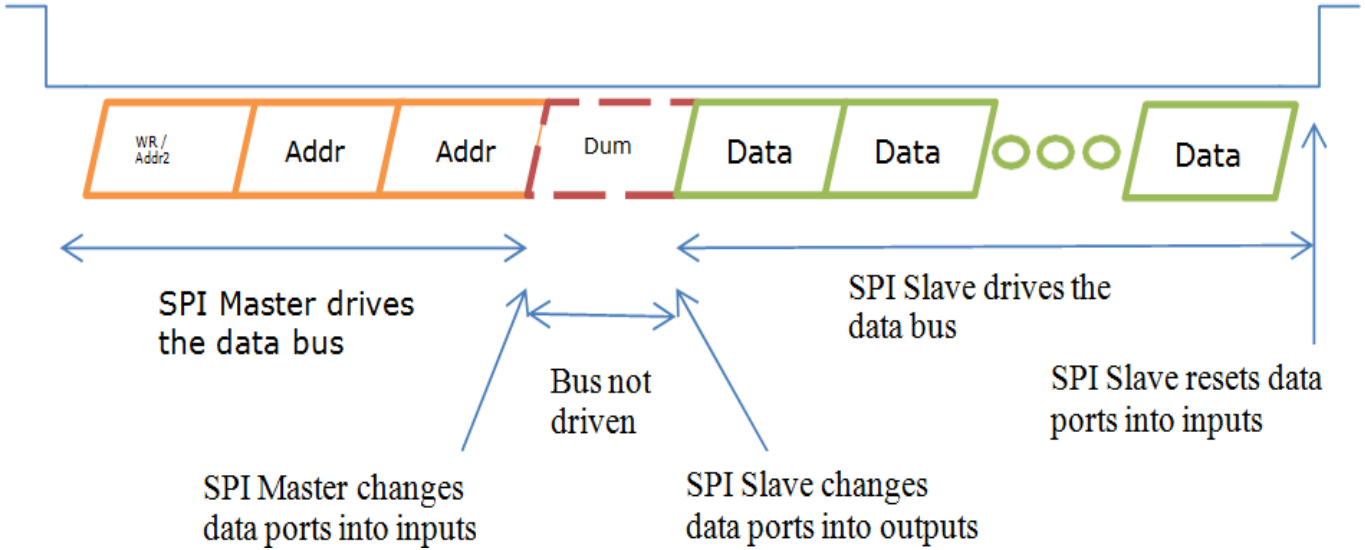 WR /
Addr2
Addr
Addr
Dum
Data
Data
Data
SPI Master drives
the data bus
SPI Slave drives the
data bus
Bus not
driven
SPI Slave resets data
ports into inputs
SPI Master changes
data ports into inputs
SPI Slave changes
data ports into outputs